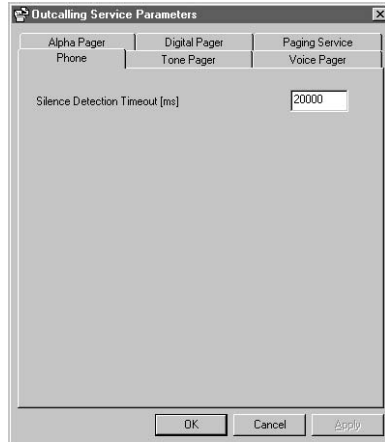 Outcalling Service Parameters
Alpha Pager Digital Pager Paging Service
Phone Tone Pager Voice Pager
Silence Detection Timeout [ms] 20000
OK Cancel Apply